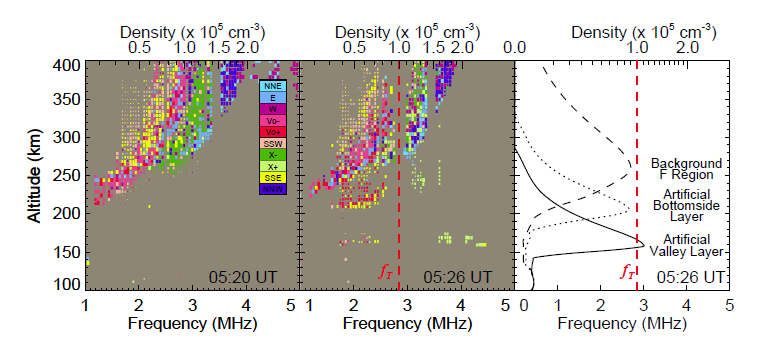 Density (x 10⁵ cm⁻³) Density (x 10⁵ cm⁻³) Density (x 10⁵ cm⁻³)
0.5 1.0 1.5 2.0 0.5 1.0 1.5 2.0 0.0 1.0 2.0
Altitude (km)
400
350
300
250
200
150
100
NNE
E
W
Vo-
Vo+
SSW
X-
X+
SSE
NNW
Background
F Region
Artificial
Bottomside
Layer
Artificial
Valley Layer
05:20 UT fT 05:26 UT fT 05:26 UT
1 2 3 4 5 1 2 3 4 5 0 1 2 3 4 5
Frequency (MHz) Frequency (MHz) Frequency (MHz)